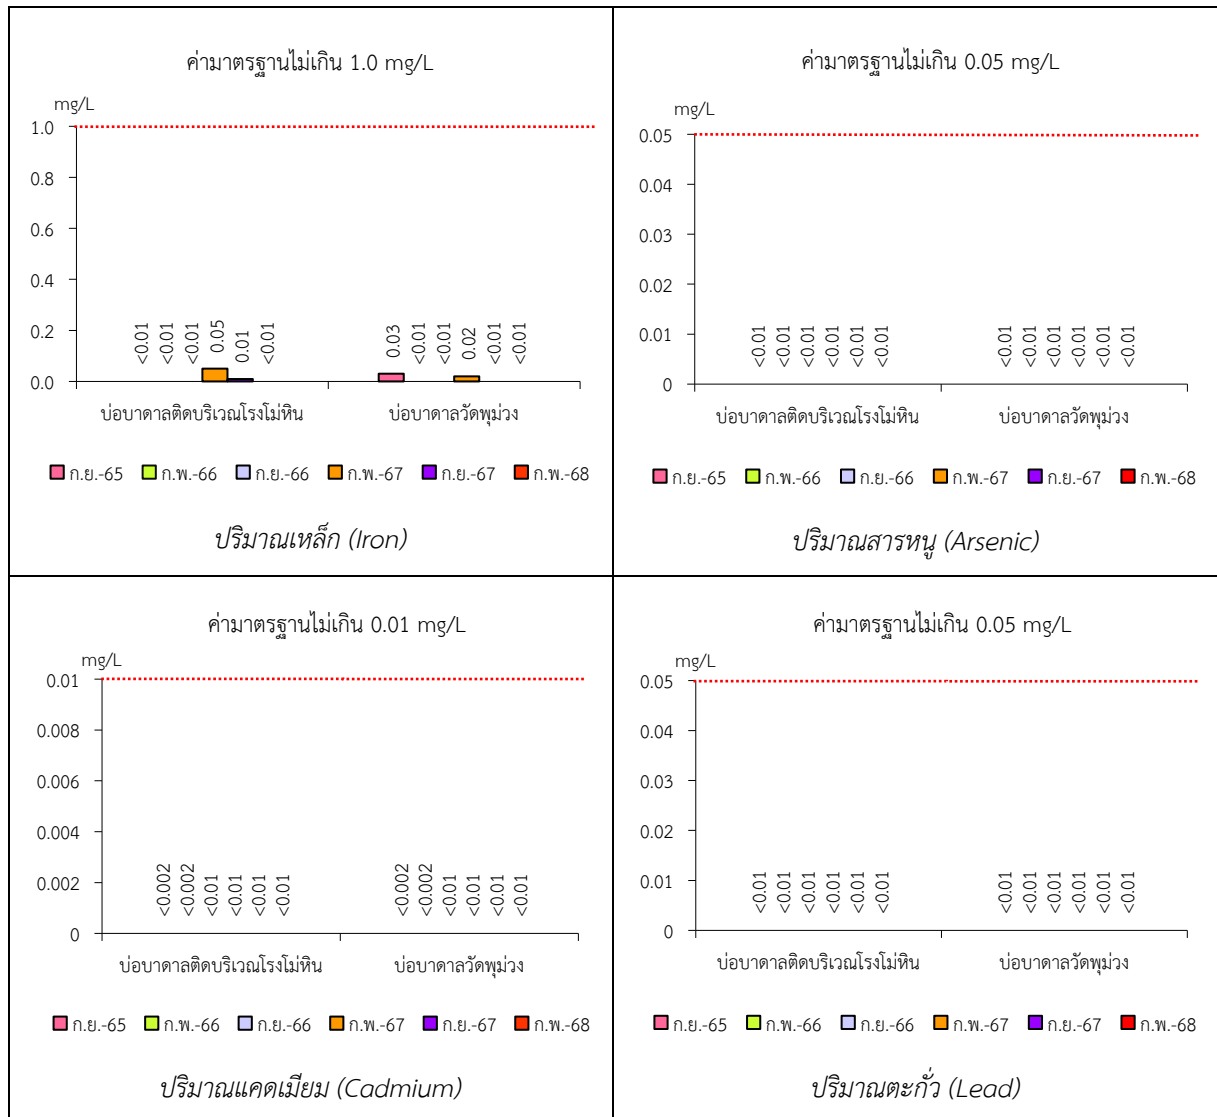 ค่ามาตรฐานไม่เกิน 1.0 mg/L
mg/L
1.0
0.8
0.6
0.4
0.2
0.0
<0.01 <0.01 <0.01 0.05 0.01 <0.01
0.03 <0.01 <0.01 0.02 <0.01 <0.01
บ่อบาดาลติดบริเวณโรงโม่หิน บ่อบาดาลวัดพุม่วง
ก.ย.-65 ก.พ.-66 ก.ย.-66 ก.พ.-67 ก.ย.-67 ก.พ.-68
ปริมาณเหล็ก (Iron)
ค่ามาตรฐานไม่เกิน 0.05 mg/L
mg/L
0.05
0.04
0.03
0.02
0.01
0
<0.01 <0.01 <0.01 <0.01 <0.01 <0.01
<0.01 <0.01 <0.01 <0.01 <0.01 <0.01
บ่อบาดาลติดบริเวณโรงโม่หิน บ่อบาดาลวัดพุม่วง
ก.ย.-65 ก.พ.-66 ก.ย.-66 ก.พ.-67 ก.ย.-67 ก.พ.-68
ปริมาณสารหนู (Arsenic)
ค่ามาตรฐานไม่เกิน 0.01 mg/L
mg/L
0.01
0.008
0.006
0.004
0.002
0
<0.002 <0.002 <0.01 <0.01 <0.01 <0.01
<0.002 <0.002 <0.01 <0.01 <0.01 <0.01
บ่อบาดาลติดบริเวณโรงโม่หิน บ่อบาดาลวัดพุม่วง
ก.ย.-65 ก.พ.-66 ก.ย.-66 ก.พ.-67 ก.ย.-67 ก.พ.-68
ปริมาณแคดเมียม (Cadmium)
ค่ามาตรฐานไม่เกิน 0.05 mg/L
mg/L
0.05
0.04
0.03
0.02
0.01
0
<0.01 <0.01 <0.01 <0.01 <0.01 <0.01
<0.01 <0.01 <0.01 <0.01 <0.01 <0.01
บ่อบาดาลติดบริเวณโรงโม่หิน บ่อบาดาลวัดพุม่วง
ก.ย.-65 ก.พ.-66 ก.ย.-66 ก.พ.-67 ก.ย.-67 ก.พ.-68
ปริมาณตะกั่ว (Lead)